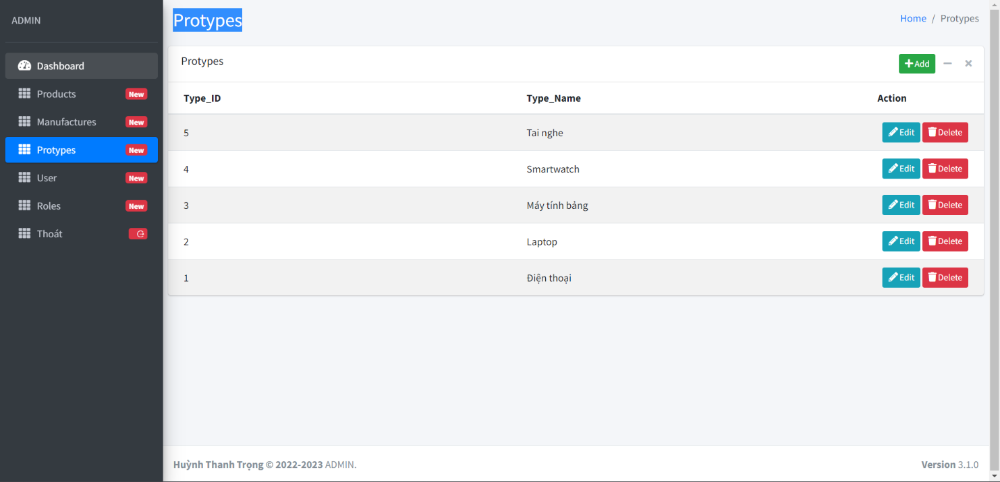 ADMIN
Dashboard
Products New
Manufactures New
Protypes New
User New
Roles New
Thoát
Protypes
Home / Protypes
Protypes
Add
Type_ID Type_Name Action
5 Tai nghe Edit Delete
4 Smartwatch Edit Delete
3 Máy tính bảng Edit Delete
2 Laptop Edit Delete
1 Điện thoại Edit Delete
Huỳnh Thanh Trọng © 2022-2023 ADMIN.
Version 3.1.0